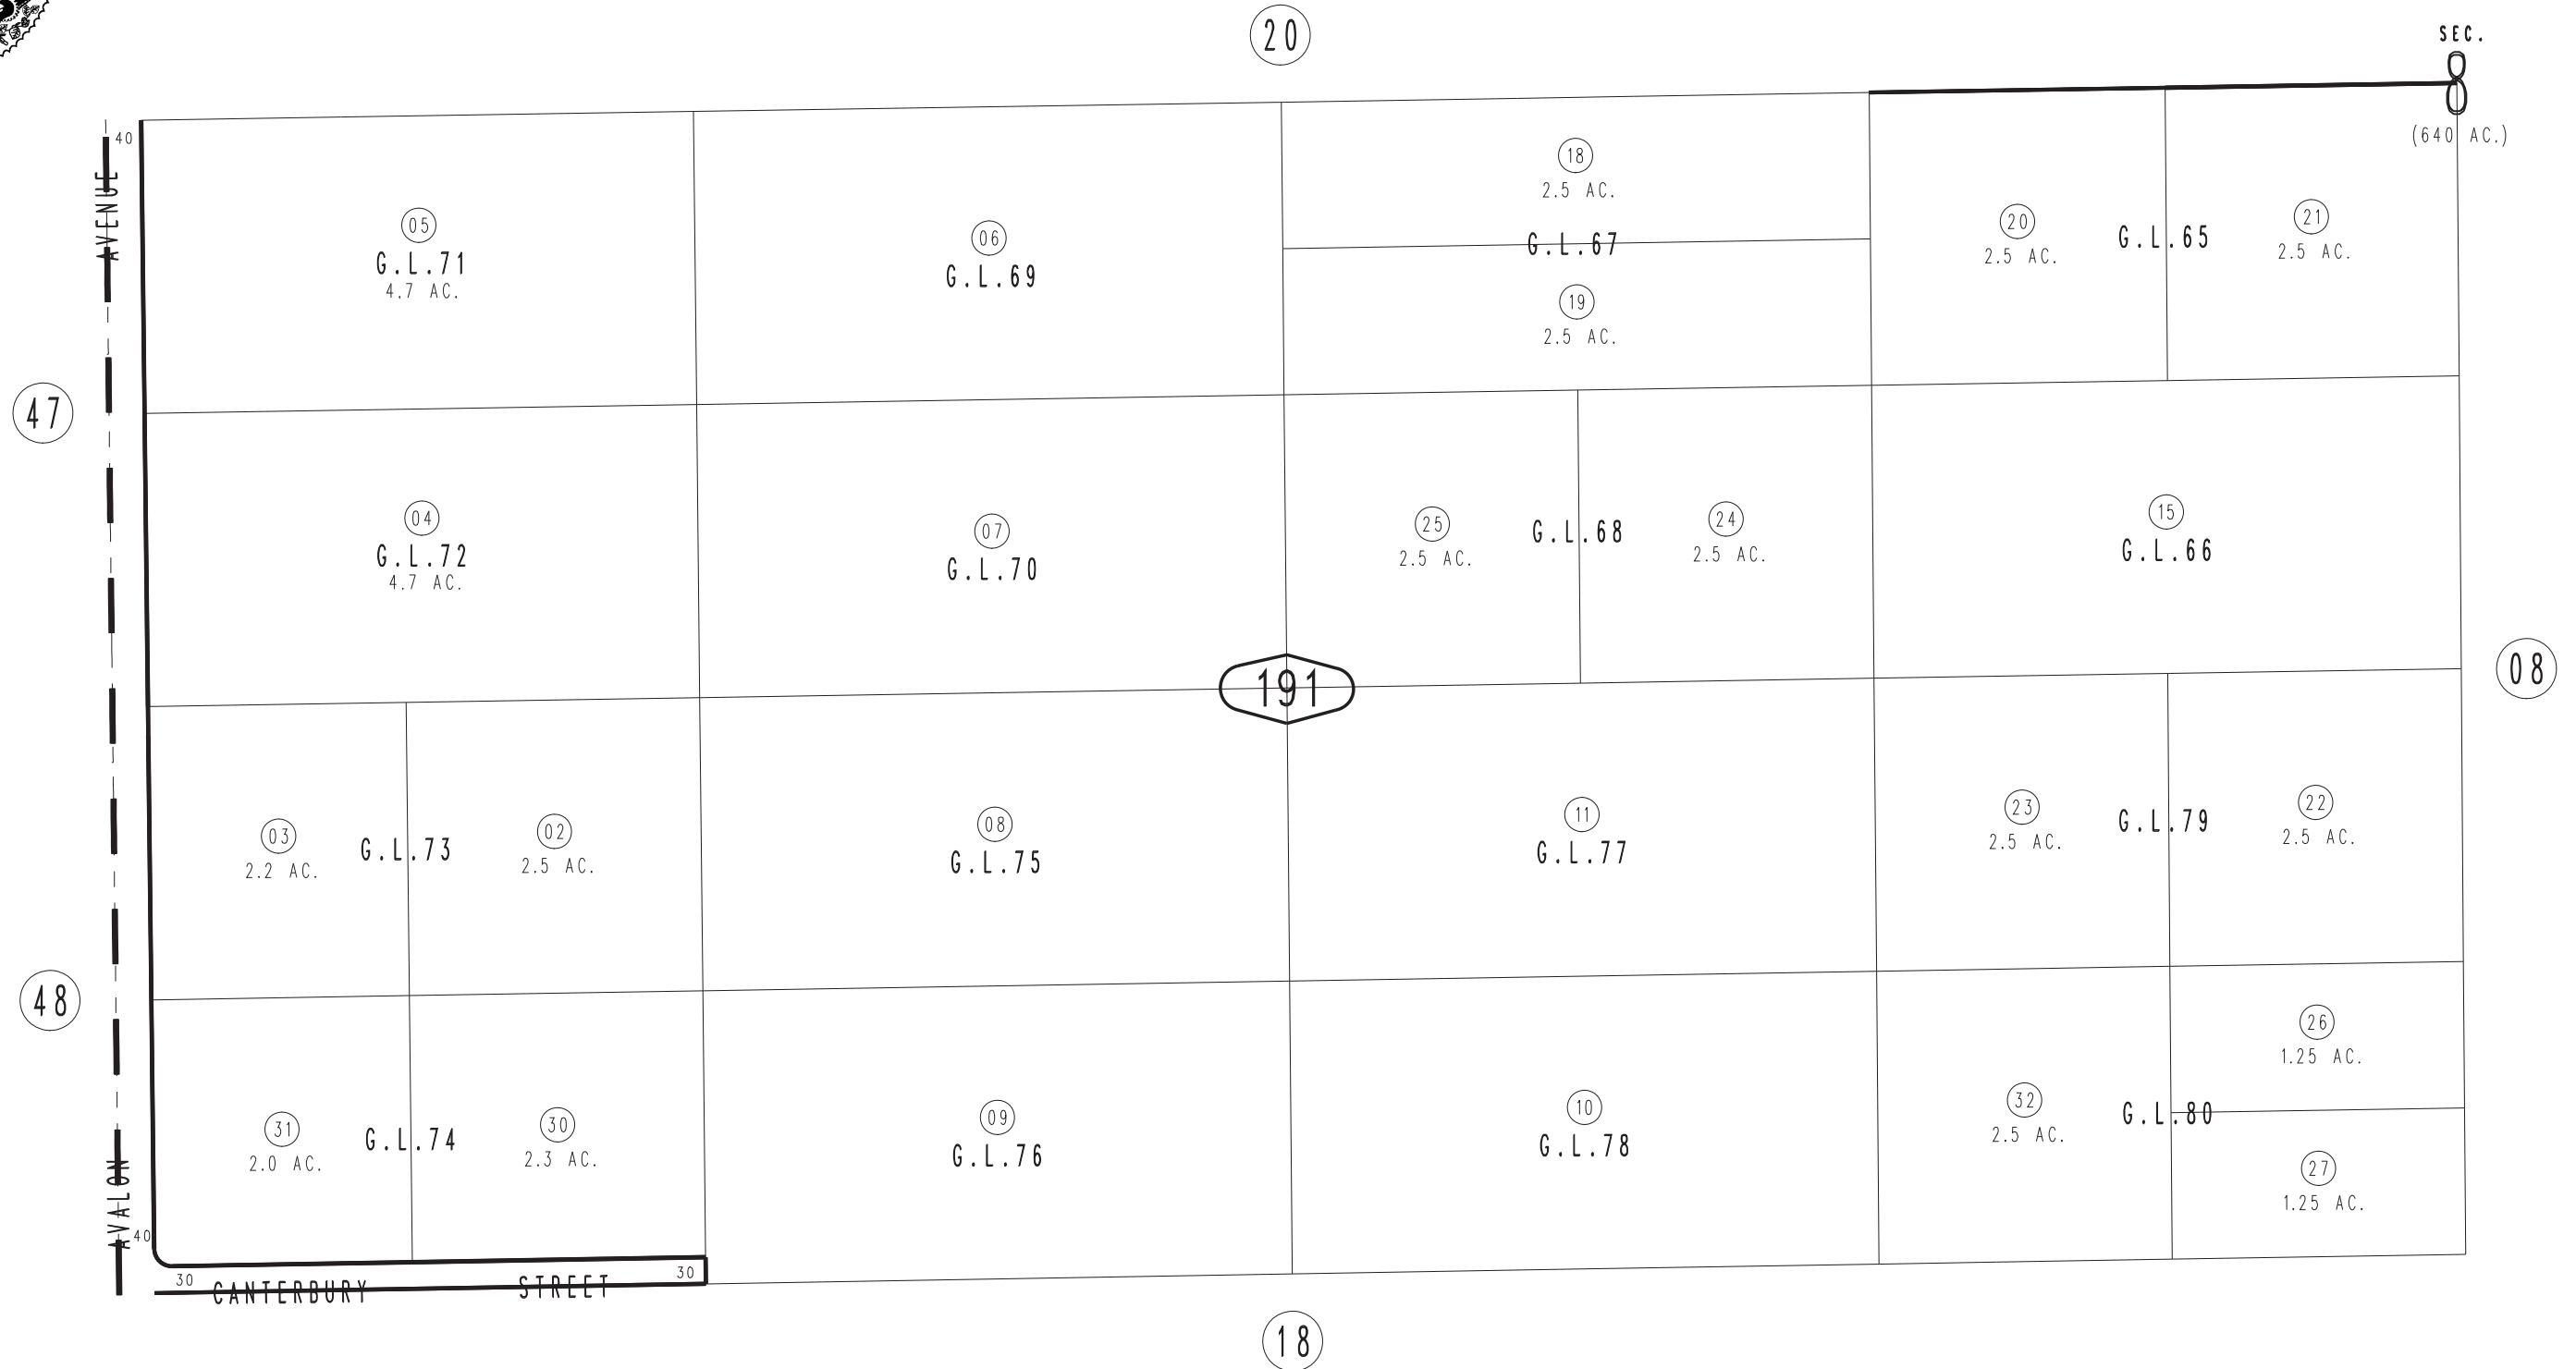 20
SEC.
8
(640 AC.)
40
AVENUE
05
G.L.71
4.7 AC.
06
G.L.69
18
2.5 AC.
G.L.67
19
2.5 AC.
20
2.5 AC.
G.L.65
21
2.5 AC.
47
04
G.L.72
4.7 AC.
07
G.L.70
25
2.5 AC.
G.L.68
24
2.5 AC.
15
G.L.66
191
08
03
2.2 AC.
G.L.73
02
2.5 AC.
08
G.L.75
11
G.L.77
23
2.5 AC.
G.L.79
22
2.5 AC.
48
31
2.0 AC.
G.L.74
30
2.3 AC.
09
G.L.76
10
G.L.78
32
2.5 AC.
G.L.80
26
1.25 AC.
27
1.25 AC.
AVALON
40
30
CANTERBURY STREET
30
18